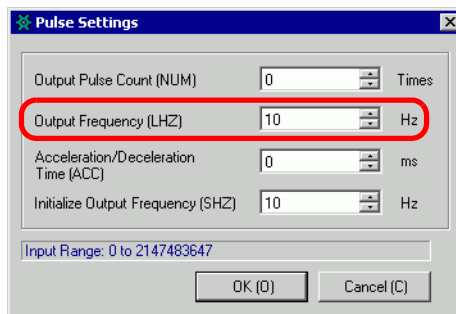 Pulse Settings
Output Pulse Count (NUM) 0 Times
Output Frequency (LHZ) 10 Hz
Acceleration/Deceleration
Time (ACC) 0 ms
Initialize Output Frequency (SHZ) 10 Hz
Input Range: 0 to 2147483647
OK (O) Cancel (C)